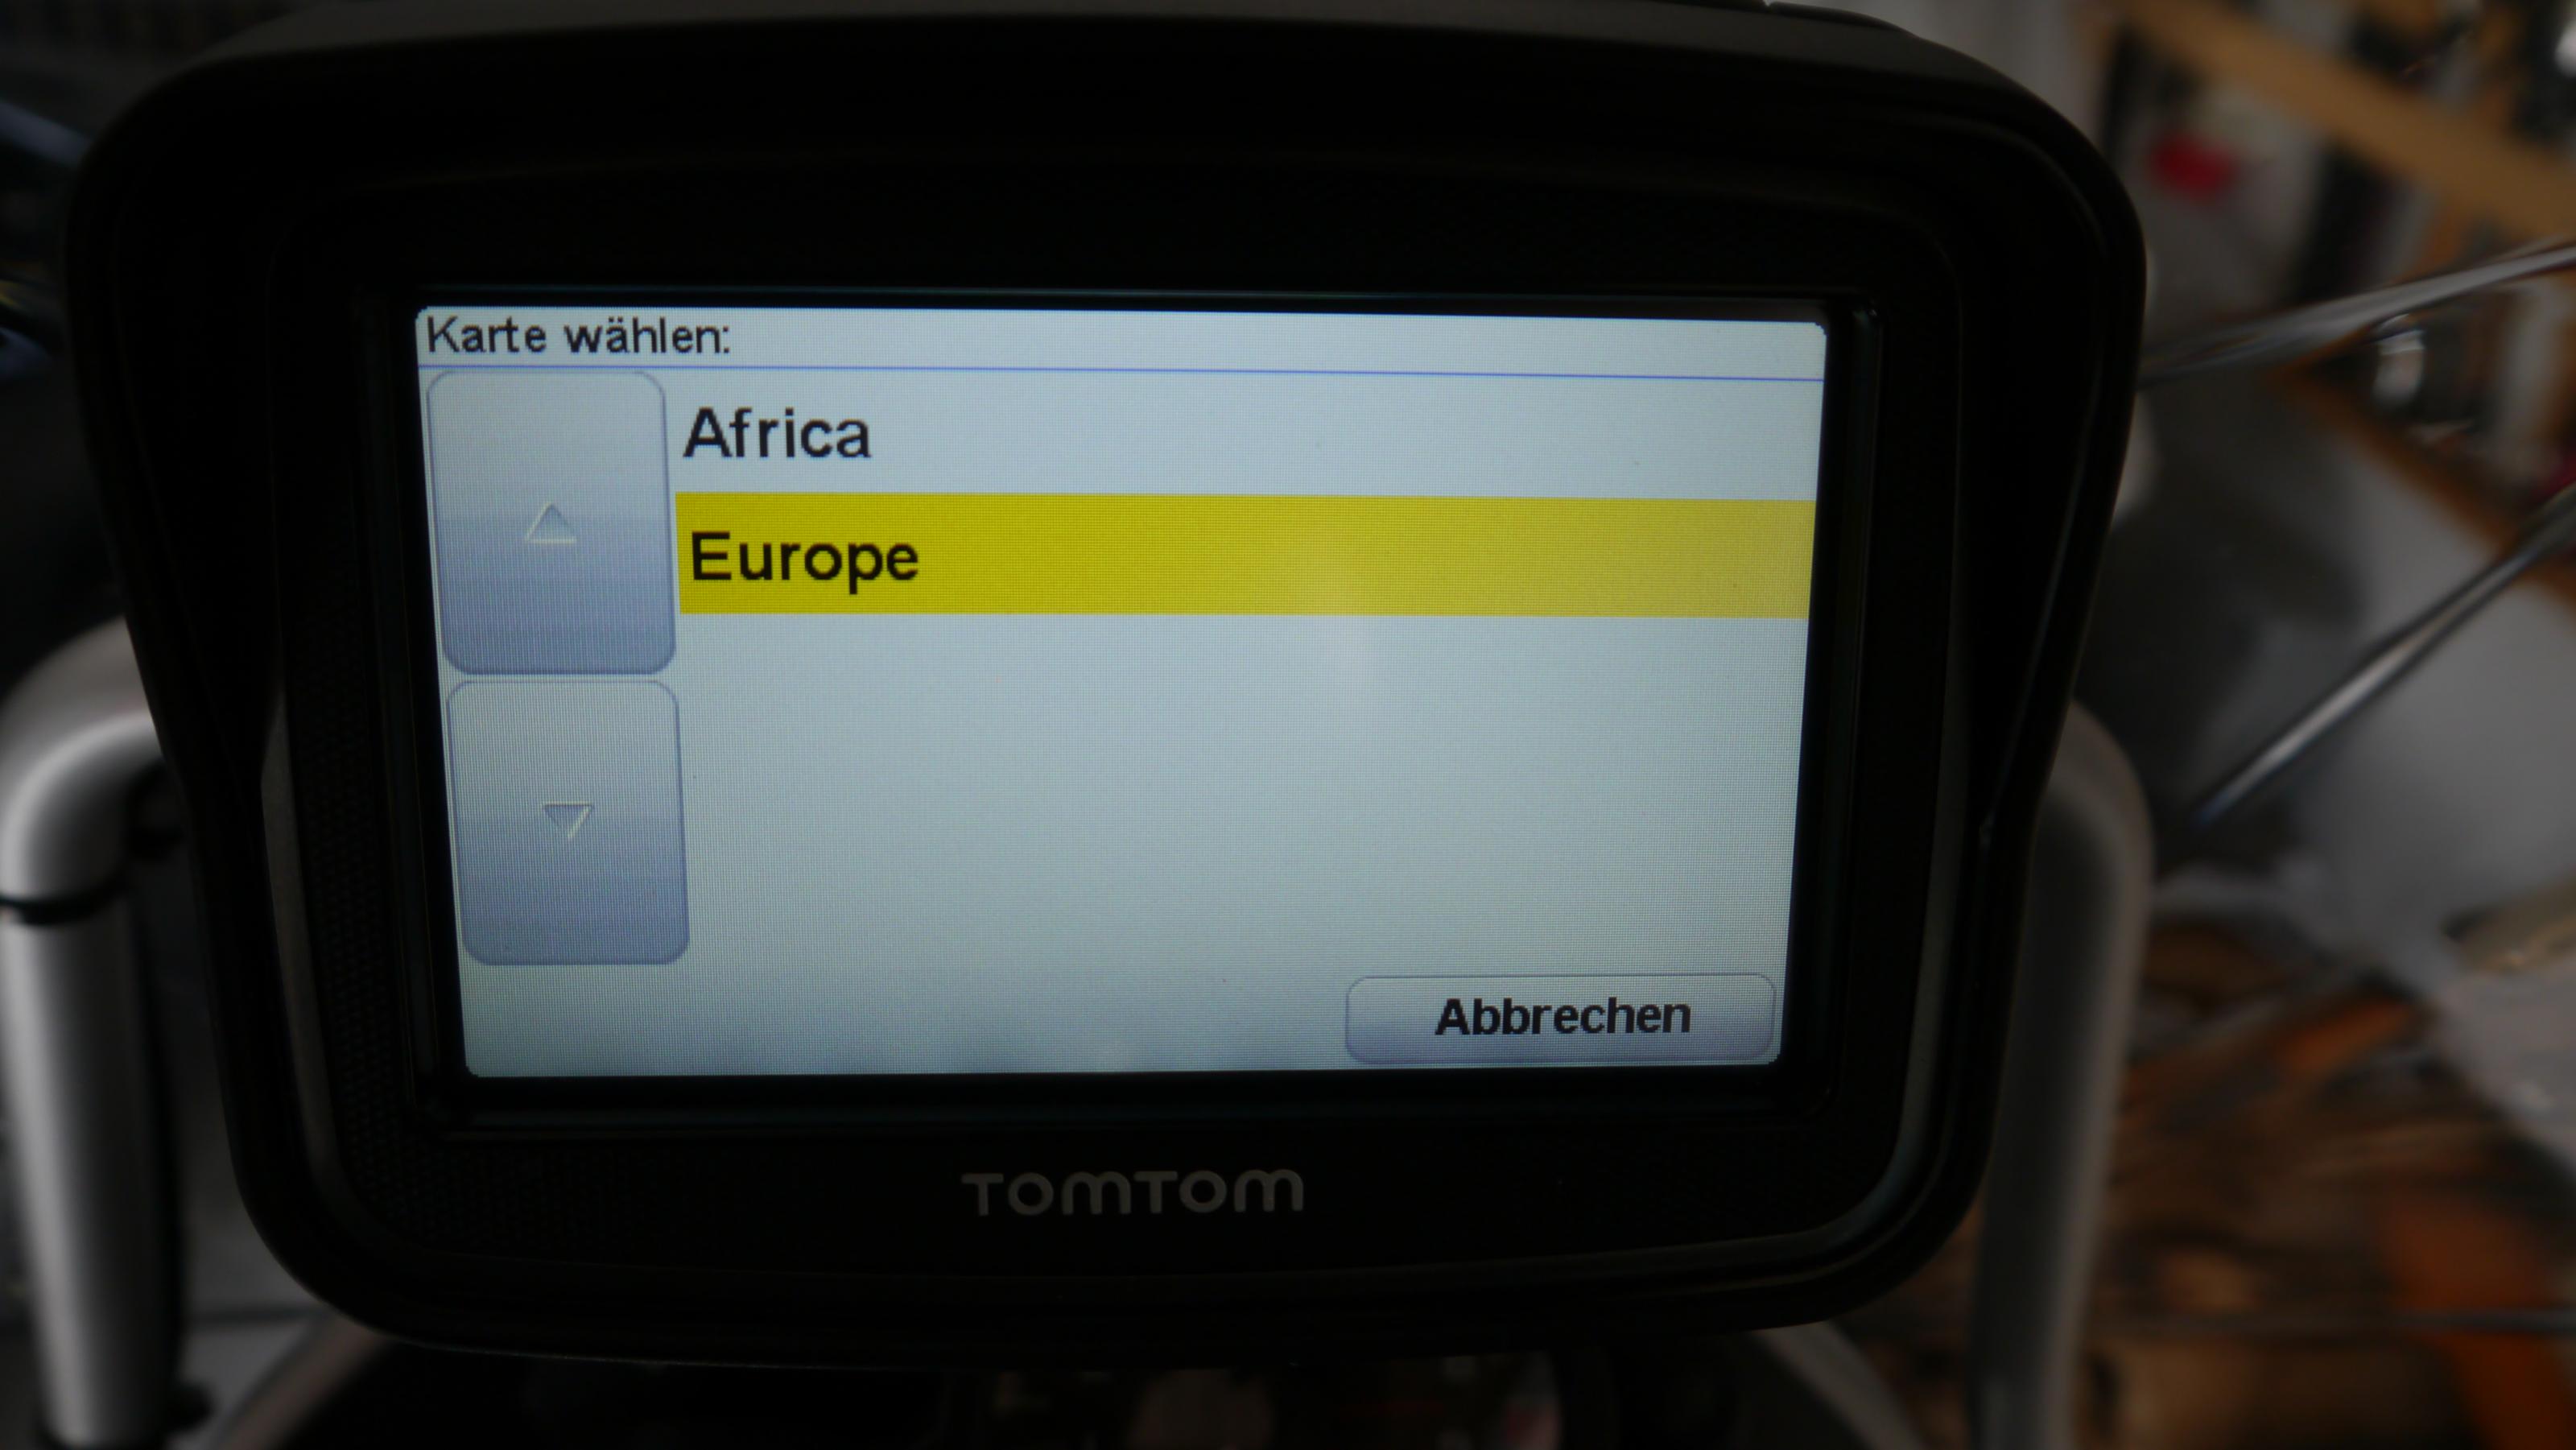 Karte wählen:
Africa
Europe
Abbrechen
TOMTOM